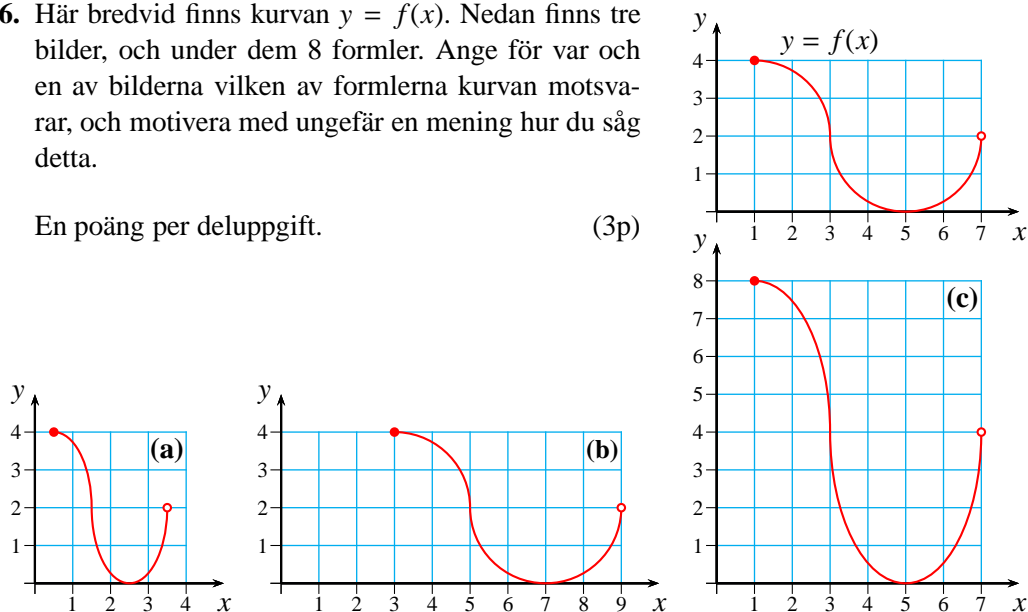 6. Här bredvid finns kurvan y = f(x). Nedan finns tre
bilder, och under dem 8 formler. Ange för var och
en av bilderna vilken av formlerna kurvan motsva-
rar, och motivera med ungefär en mening hur du såg
detta.
En poäng per deluppgift. (3p)
y
y = f(x)
4
3
2
1
1 2 3 4 5 6 7 x
y
(c)
8
7
6
5
4
3
2
1
1 2 3 4 5 6 7 x
y
(a)
4
3
2
1
1 2 3 4 x
y
(b)
4
3
2
1
1 2 3 4 5 6 7 8 9 x